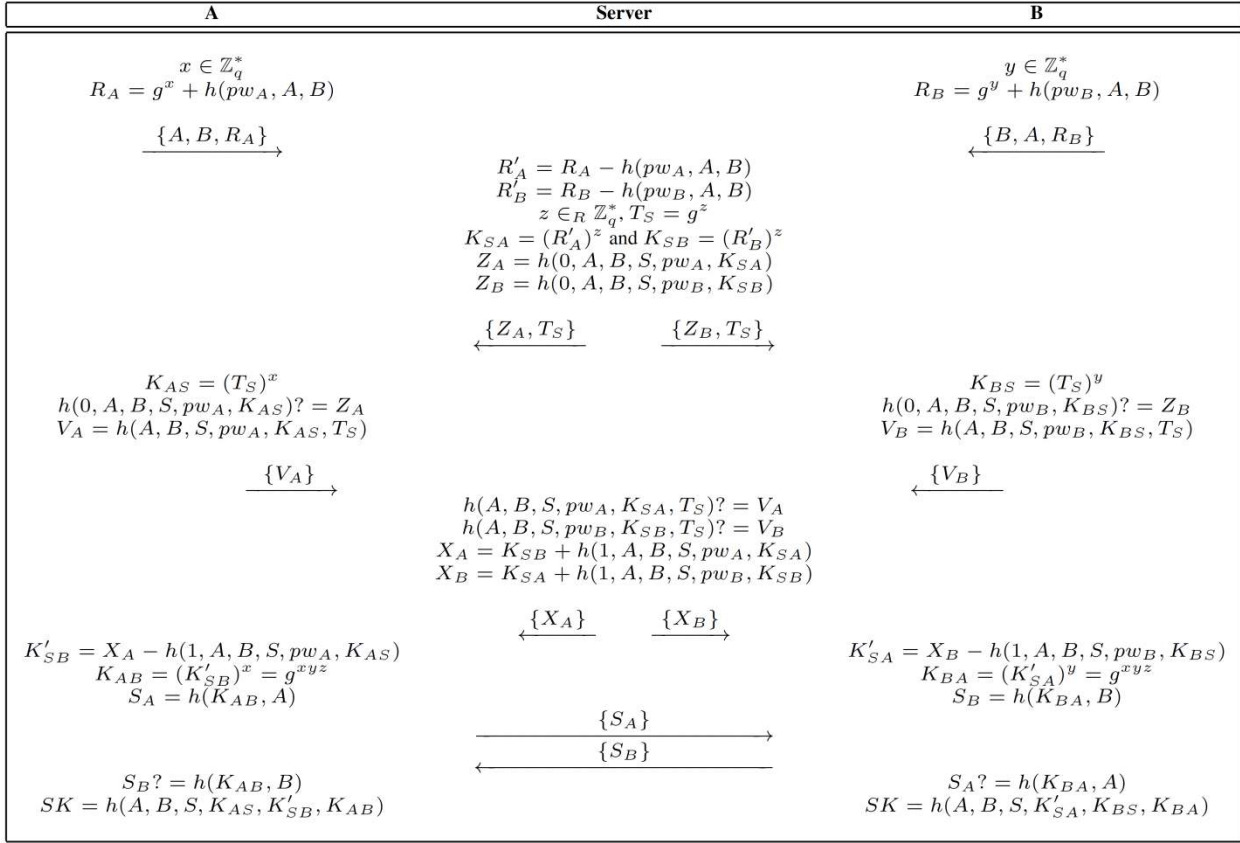 A Server B
x ∈ ℤ*_q y ∈ ℤ*_q
R_A = g^x + h(pw_A, A, B) R_B = g^y + h(pw_B, A, B)
{A, B, R_A} {B, A, R_B}
R'_A = R_A − h(pw_A, A, B)
R'_B = R_B − h(pw_B, A, B)
z ∈_R ℤ*_q, T_S = g^z
K_SA = (R'_A)^z and K_SB = (R'_B)^z
Z_A = h(0, A, B, S, pw_A, K_SA)
Z_B = h(0, A, B, S, pw_B, K_SB)
{Z_A, T_S} {Z_B, T_S}
K_AS = (T_S)^x K_BS = (T_S)^y
h(0, A, B, S, pw_A, K_AS)? = Z_A h(0, A, B, S, pw_B, K_BS)? = Z_B
V_A = h(A, B, S, pw_A, K_AS, T_S) V_B = h(A, B, S, pw_B, K_BS, T_S)
{V_A} {V_B}
h(A, B, S, pw_A, K_SA, T_S)? = V_A
h(A, B, S, pw_B, K_SB, T_S)? = V_B
X_A = K_SB + h(1, A, B, S, pw_A, K_SA)
X_B = K_SA + h(1, A, B, S, pw_B, K_SB)
{X_A} {X_B}
K'_SB = X_A − h(1, A, B, S, pw_A, K_AS) K'_SA = X_B − h(1, A, B, S, pw_B, K_BS)
K_AB = (K'_SB)^x = g^xyz K_BA = (K'_SA)^y = g^xyz
S_A = h(K_AB, A) S_B = h(K_BA, B)
{S_A}
{S_B}
S_B? = h(K_AB, B) S_A? = h(K_BA, A)
SK = h(A, B, S, K_AS, K'_SB, K_AB) SK = h(A, B, S, K'_SA, K_BS, K_BA)